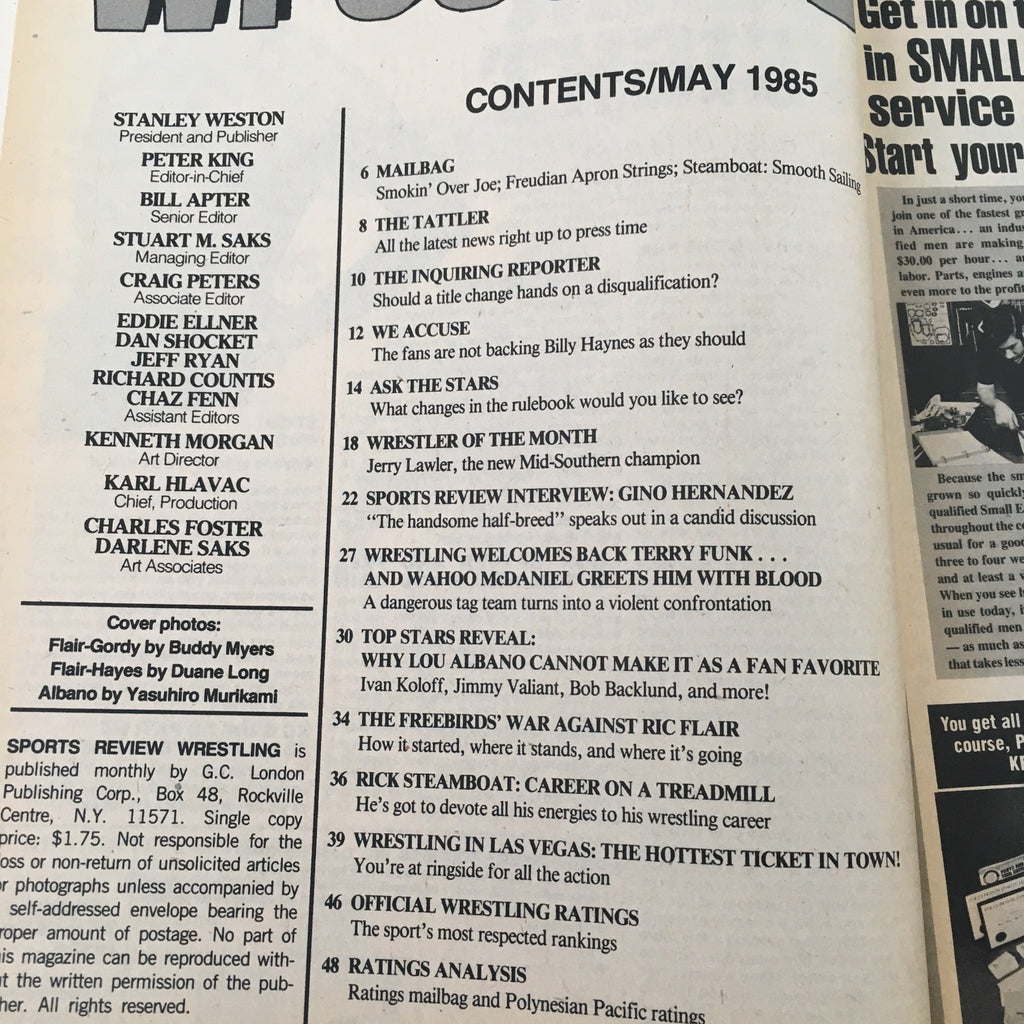 CONTENTS/MAY 1985
STANLEY WESTON
President and Publisher
PETER KING
Editor-in-Chief
BILL APTER
Senior Editor
STUART M. SAKS
Managing Editor
CRAIG PETERS
Associate Editor
EDDIE ELLNER
DAN SHOCKET
JEFF RYAN
RICHARD COUNTIS
CHAZ FENN
Assistant Editors
KENNETH MORGAN
Art Director
KARL HLAVAC
Chief, Production
CHARLES FOSTER
DARLENE SAKS
Art Associates
Cover photos:
Flair-Gordy by Buddy Myers
Flair-Hayes by Duane Long
Albano by Yasuhiro Murikami
SPORTS REVIEW WRESTLING is
published monthly by G.C. London
Publishing Corp., Box 48, Rockville
Centre, N.Y. 11571. Single copy
price: $1.75. Not responsible for the
oss or non-return of unsolicited articles
r photographs unless accompanied by
self-addressed envelope bearing the
roper amount of postage. No part of
is magazine can be reproduced with-
t the written permission of the pub-
her. All rights reserved.
6 MAILBAG
Smokin' Over Joe; Freudian Apron Strings; Steamboat: Smooth Sailing
8 THE TATTLER
All the latest news right up to press time
10 THE INQUIRING REPORTER
Should a title change hands on a disqualification?
12 WE ACCUSE
The fans are not backing Billy Haynes as they should
14 ASK THE STARS
What changes in the rulebook would you like to see?
18 WRESTLER OF THE MONTH
Jerry Lawler, the new Mid-Southern champion
22 SPORTS REVIEW INTERVIEW: GINO HERNANDEZ
"The handsome half-breed" speaks out in a candid discussion
27 WRESTLING WELCOMES BACK TERRY FUNK . . .
AND WAHOO McDANIEL GREETS HIM WITH BLOOD
A dangerous tag team turns into a violent confrontation
30 TOP STARS REVEAL:
WHY LOU ALBANO CANNOT MAKE IT AS A FAN FAVORITE
Ivan Koloff, Jimmy Valiant, Bob Backlund, and more!
34 THE FREEBIRDS' WAR AGAINST RIC FLAIR
How it started, where it stands, and where it's going
36 RICK STEAMBOAT: CAREER ON A TREADMILL
He's got to devote all his energies to his wrestling career
39 WRESTLING IN LAS VEGAS: THE HOTTEST TICKET IN TOWN!
You're at ringside for all the action
46 OFFICIAL WRESTLING RATINGS
The sport's most respected rankings
48 RATINGS ANALYSIS
Ratings mailbag and Polynesian Pacific ratings
Get in on
in SMALL
service
Start your
In just a short time, you
join one of the fastest
in America... an indus
fied men are making
$30.00 per hour... a
labor. Parts, engines a
even more to the profit
Because the sm
grown so quickly
qualified Small E
throughout the c
usual for a good
three to four we
and at least a
When you see h
in use today, i
qualified men
— as much as
that takes less
You get all
course, P